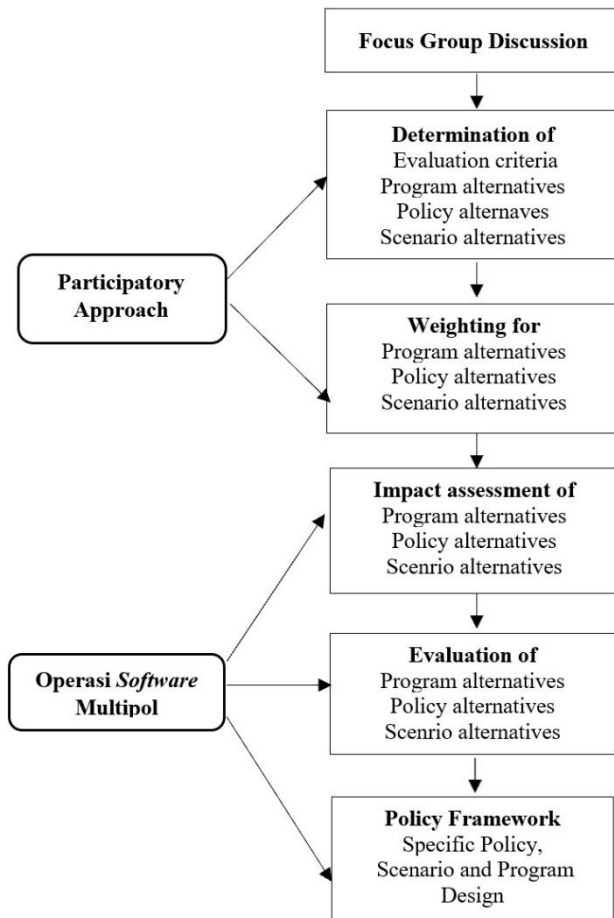 Focus Group Discussion
Determination of
Evaluation criteria
Program alternatives
Policy alternaves
Scenario alternatives
Participatory
Approach
Weighting for
Program alternatives
Policy alternatives
Scenario alternatives
Impact assessment of
Program alternatives
Policy alternatives
Scenrio alternatives
Operasi Software
Multipol
Evaluation of
Program alternatives
Policy alternatives
Scenrio alternatives
Policy Framework
Specific Policy,
Scenario and Program
Design